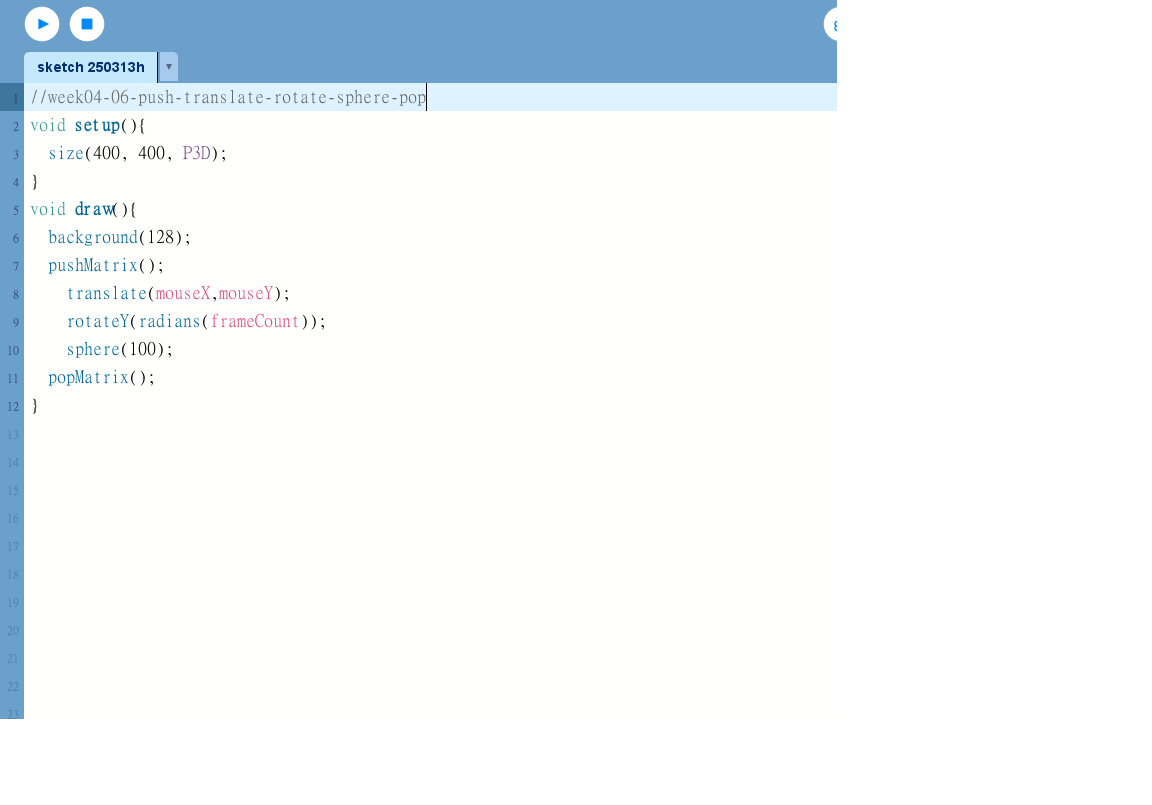 sketch 250313h
1 //week04-06-push-translate-rotate-sphere-pop
2 void setup(){
3   size(400, 400, P3D);
4 }
5 void draw(){
6   background(128);
7   pushMatrix();
8     translate(mouseX,mouseY);
9     rotateY(radians(frameCount));
10     sphere(100);
11   popMatrix();
12 }
13
14
15
16
17
18
19
20
21
22
23